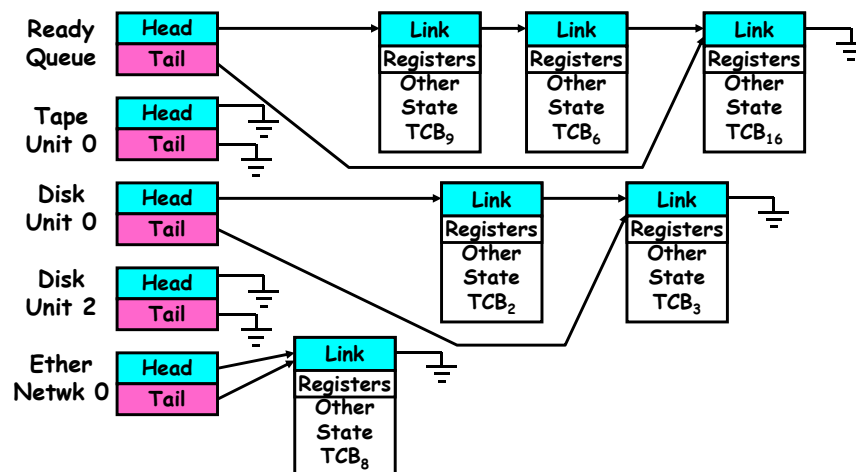 Ready
Queue
Head
Tail
Link
Registers
Other
State
TCB₉
Link
Registers
Other
State
TCB₆
Link
Registers
Other
State
TCB₁₆
Tape
Unit 0
Head
Tail
Disk
Unit 0
Head
Tail
Link
Registers
Other
State
TCB₂
Link
Registers
Other
State
TCB₃
Disk
Unit 2
Head
Tail
Ether
Netwk 0
Head
Tail
Link
Registers
Other
State
TCB₈